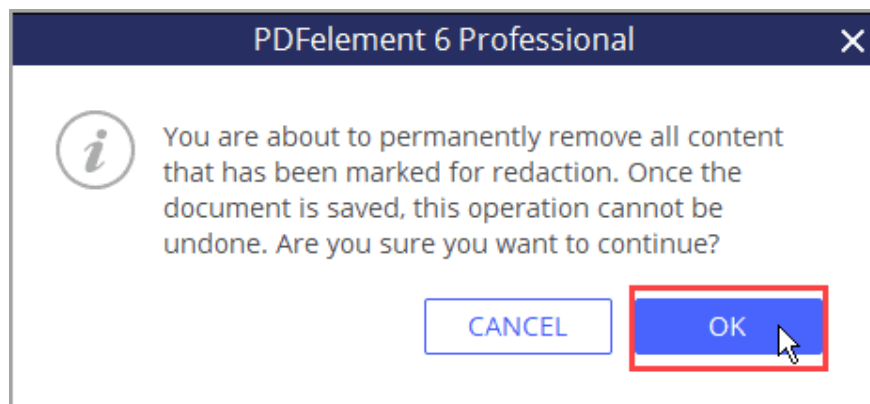 PDFelement 6 Professional
You are about to permanently remove all content
that has been marked for redaction. Once the
document is saved, this operation cannot be
undone. Are you sure you want to continue?
CANCEL OK